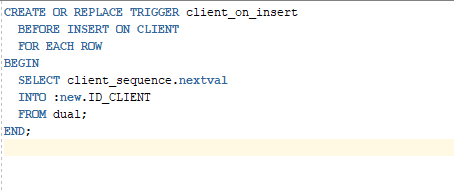 CREATE OR REPLACE TRIGGER client_on_insert
  BEFORE INSERT ON CLIENT
  FOR EACH ROW
BEGIN
  SELECT client_sequence.nextval
  INTO :new.ID_CLIENT
  FROM dual;
END;